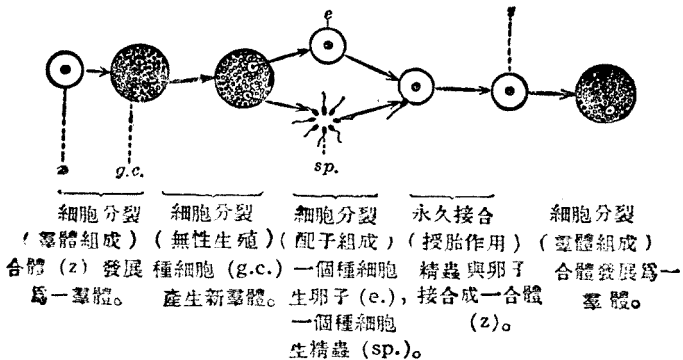 e
g.c.
sp.
細胞分裂
(羣體組成)
合體 (z) 發展
爲一羣體。
細胞分裂
(無性生殖)
種細胞 (g.c.)
產生新羣體。
細胞分裂
(配子組成)
一個種細胞
生卵子 (e.),
一個種細胞
生精蟲 (sp.)。
永久接合
(授胎作用)
精蟲與卵子
接合成一合體
(z)。
細胞分裂
(羣體組成)
合體發展爲一
羣體。